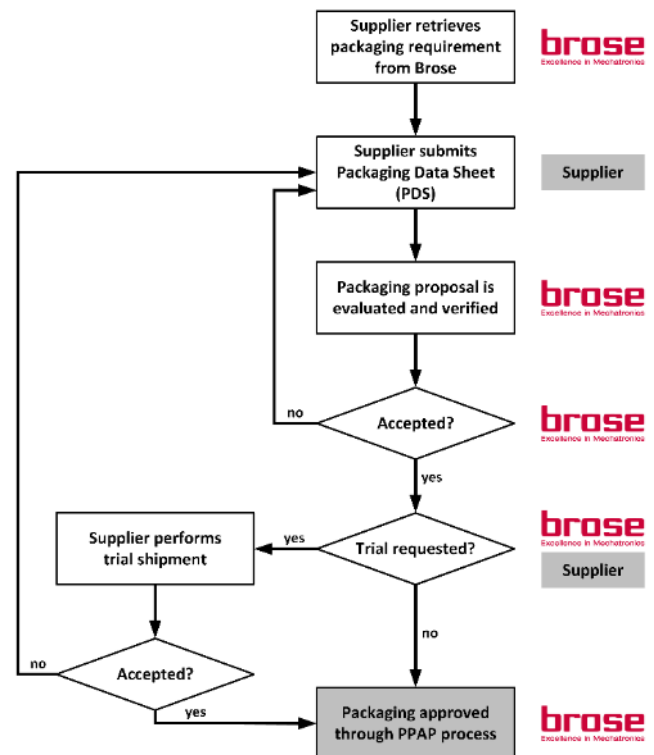 Supplier retrieves
packaging requirement
from Brose
brose
Excellence in Mechatronics
Supplier submits
Packaging Data Sheet
(PDS)
Supplier
Packaging proposal is
evaluated and verified
brose
Excellence in Mechatronics
no
Accepted?
brose
Excellence in Mechatronics
yes
Supplier performs
trial shipment
yes
Trial requested?
brose
Excellence in Mechatronics
Supplier
no
no
Accepted?
yes
Packaging approved
through PPAP process
brose
Excellence in Mechatronics